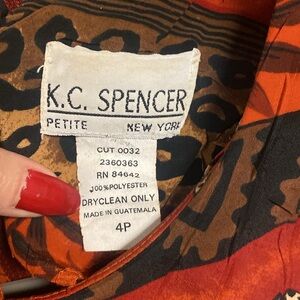 K.C. SPENCER
PETITE NEW YORK
CUT 0032
2360363
RN 84642
100%POLYESTER
DRYCLEAN ONLY
MADE IN GUATEMALA
4P